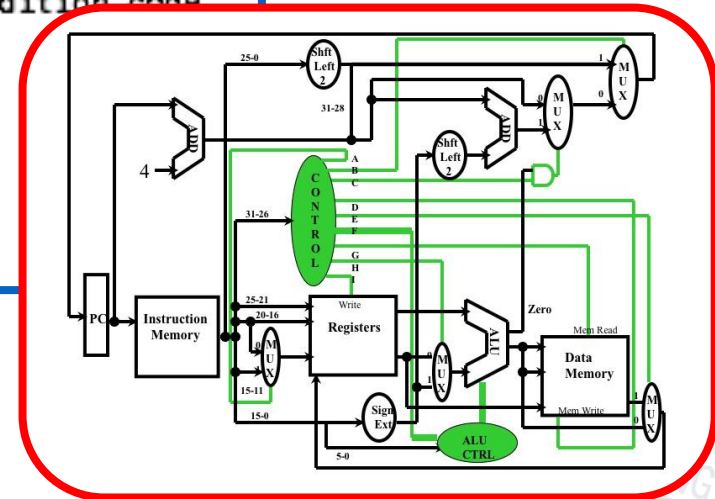 dition code
25-0
Shft
Left
2
1
M
U
X
0
31-28
ADD
4
0
M
U
X
1
ADD
Shft
Left
2
A
B
C
D
E
F
G
H
I
C
O
N
T
R
O
L
31-26
PC
Instruction
Memory
25-21
20-16
15-11
15-0
5-0
0
M
U
X
1
Write
Registers
Sign
Ext
0
M
U
X
1
ALU
Zero
ALU
CTRL
Mem Read
Data
Memory
Mem Write
1
M
U
X
0
G